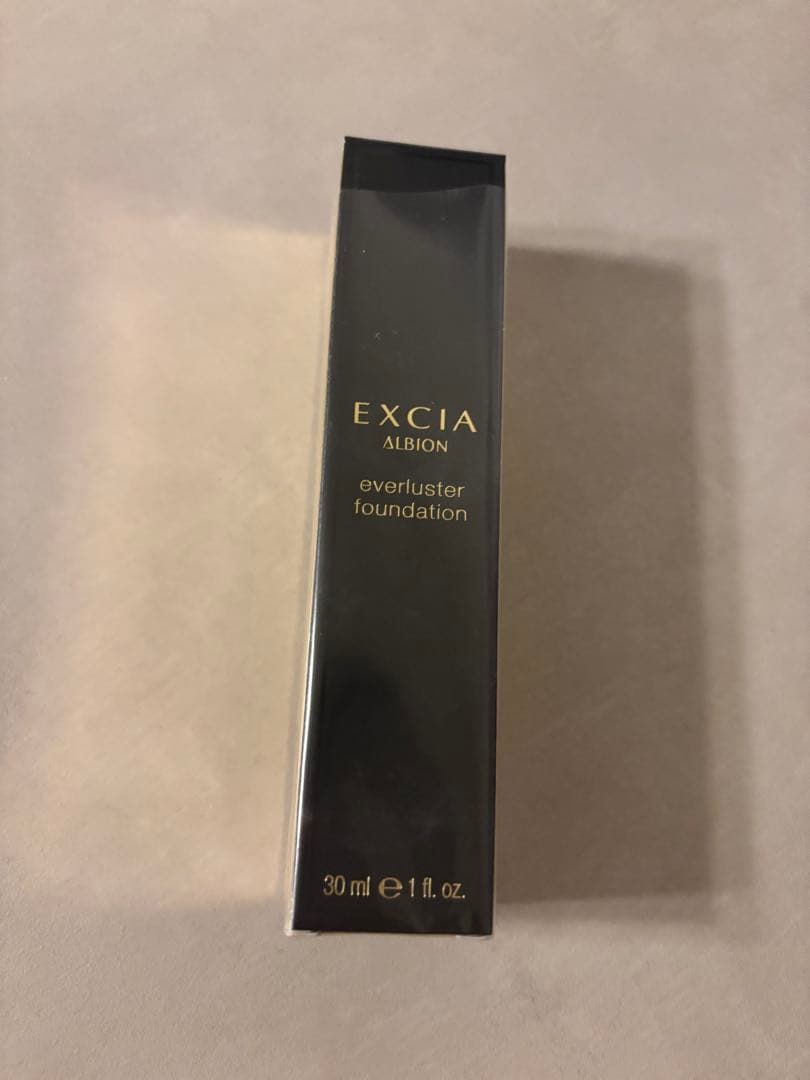 EXCIA
ALBION
everluster
foundation
30 ml ℮ 1 fl. oz.